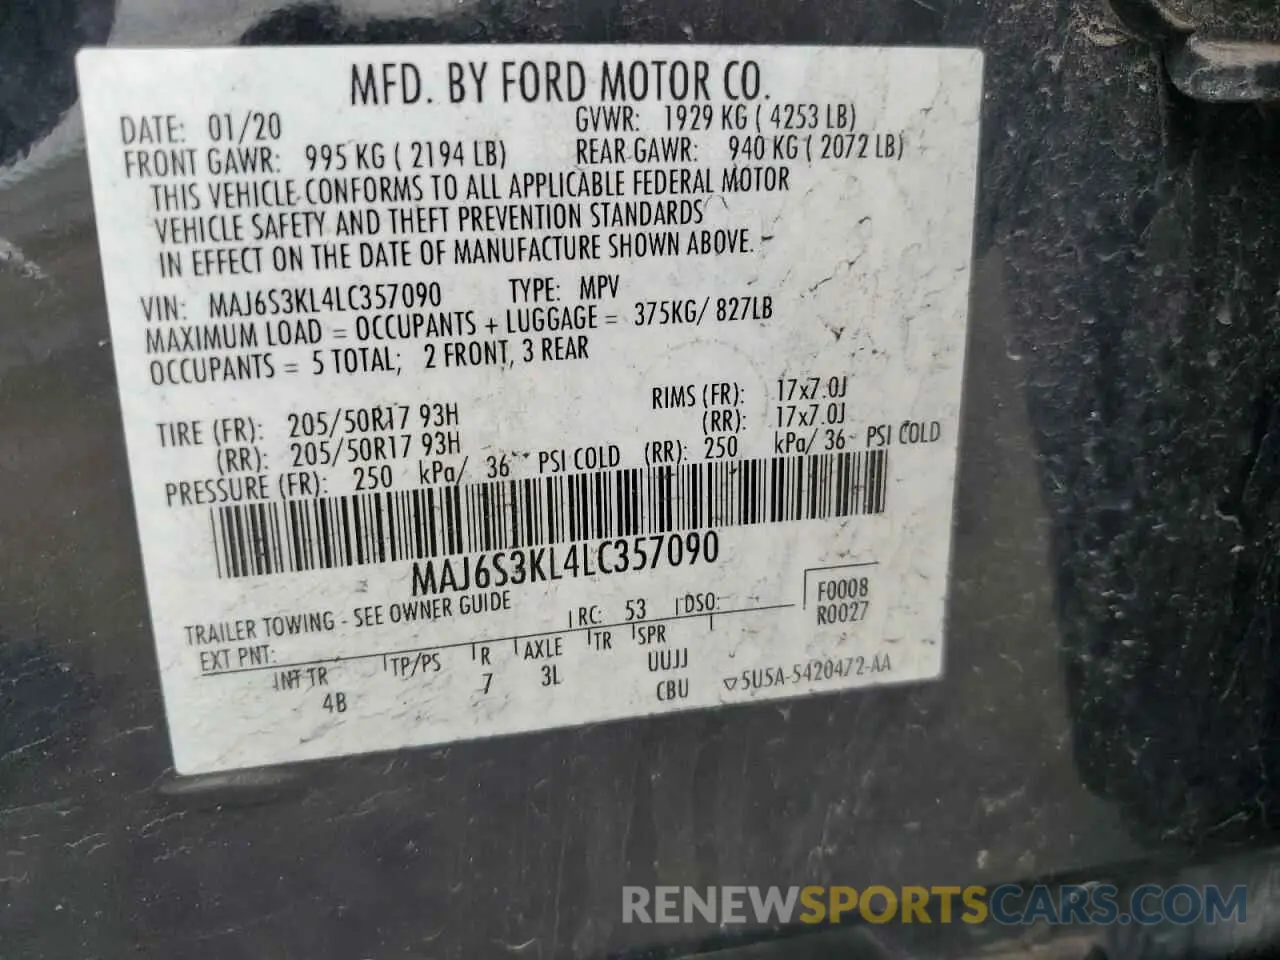 MFD. BY FORD MOTOR CO.
DATE: 01/20 GVWR: 1929 KG ( 4253 LB)
FRONT GAWR: 995 KG ( 2194 LB) REAR GAWR: 940 KG ( 2072 LB)
THIS VEHICLE CONFORMS TO ALL APPLICABLE FEDERAL MOTOR
VEHICLE SAFETY AND THEFT PREVENTION STANDARDS
IN EFFECT ON THE DATE OF MANUFACTURE SHOWN ABOVE.
VIN: MAJ6S3KL4LC357090 TYPE: MPV
MAXIMUM LOAD = OCCUPANTS + LUGGAGE = 375KG/ 827LB
OCCUPANTS = 5 TOTAL; 2 FRONT, 3 REAR
TIRE (FR): 205/50R17 93H RIMS (FR): 17x7.0J
(RR): 205/50R17 93H (RR): 17x7.0J
PRESSURE (FR): 250 kPa/ 36 PSI COLD (RR): 250 kPa/ 36 PSI COLD
MAJ6S3KL4LC357090
TRAILER TOWING - SEE OWNER GUIDE
EXT PNT: RC: 53 DSO: F0008
R0027
INT TR TP/PS R AXLE TR SPR
4B 7 3L UUJJ
CBU ▽5U5A-5420472-AA
RENEWSPORTSCARS.COM